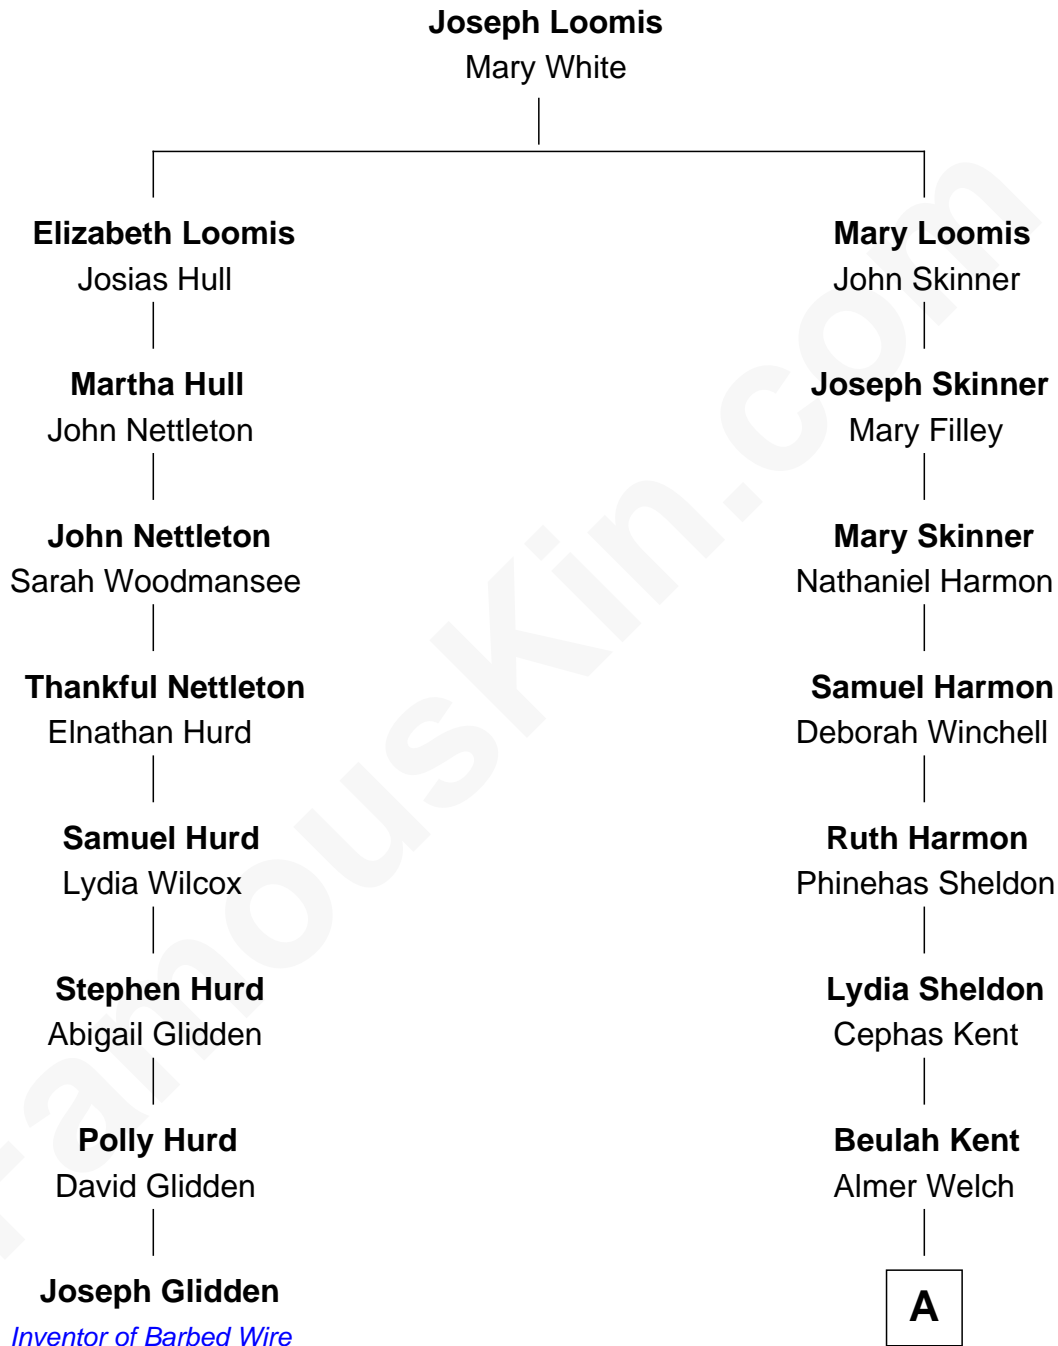 Joseph Loomis
Mary White
Elizabeth Loomis
Josias Hull
Martha Hull
John Nettleton
John Nettleton
Sarah Woodmansee
Thankful Nettleton
Elnathan Hurd
Samuel Hurd
Lydia Wilcox
Stephen Hurd
Abigail Glidden
Polly Hurd
David Glidden
Joseph Glidden
Inventor of Barbed Wire
Mary Loomis
John Skinner
Joseph Skinner
Mary Filley
Mary Skinner
Nathaniel Harmon
Samuel Harmon
Deborah Winchell
Ruth Harmon
Phinehas Sheldon
Lydia Sheldon
Cephas Kent
Beulah Kent
Almer Welch
A
FamousKin.com